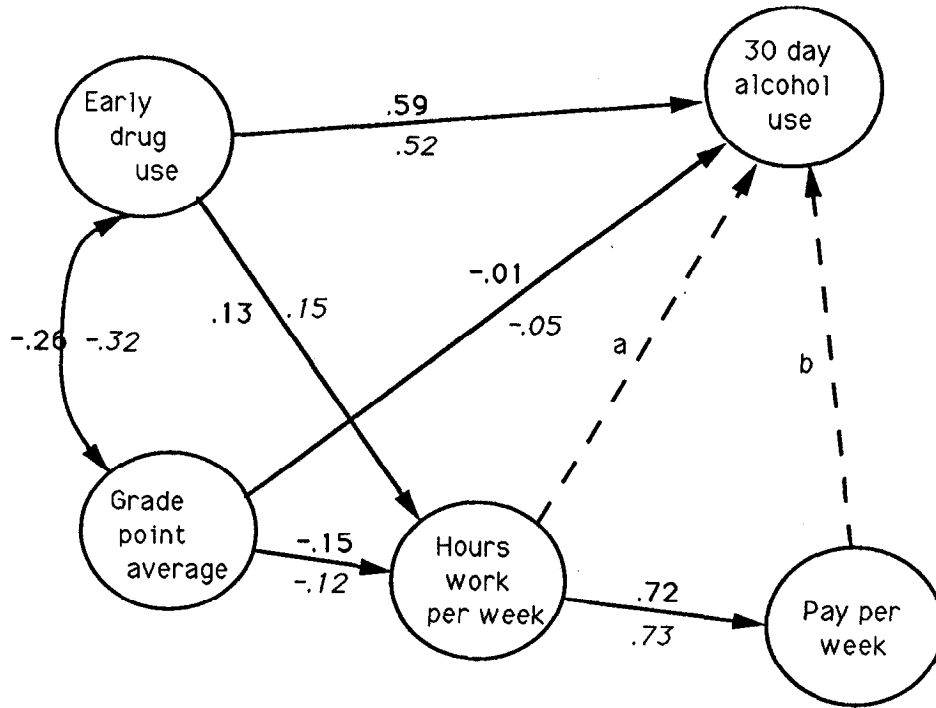 30 day
alcohol
use
Early
drug
use
.59
.52
-.01
-.05
.13
.15
-.26
-.32
a
b
Grade
point
average
-.15
-.12
Hours
work
per week
.72
.73
Pay per
week